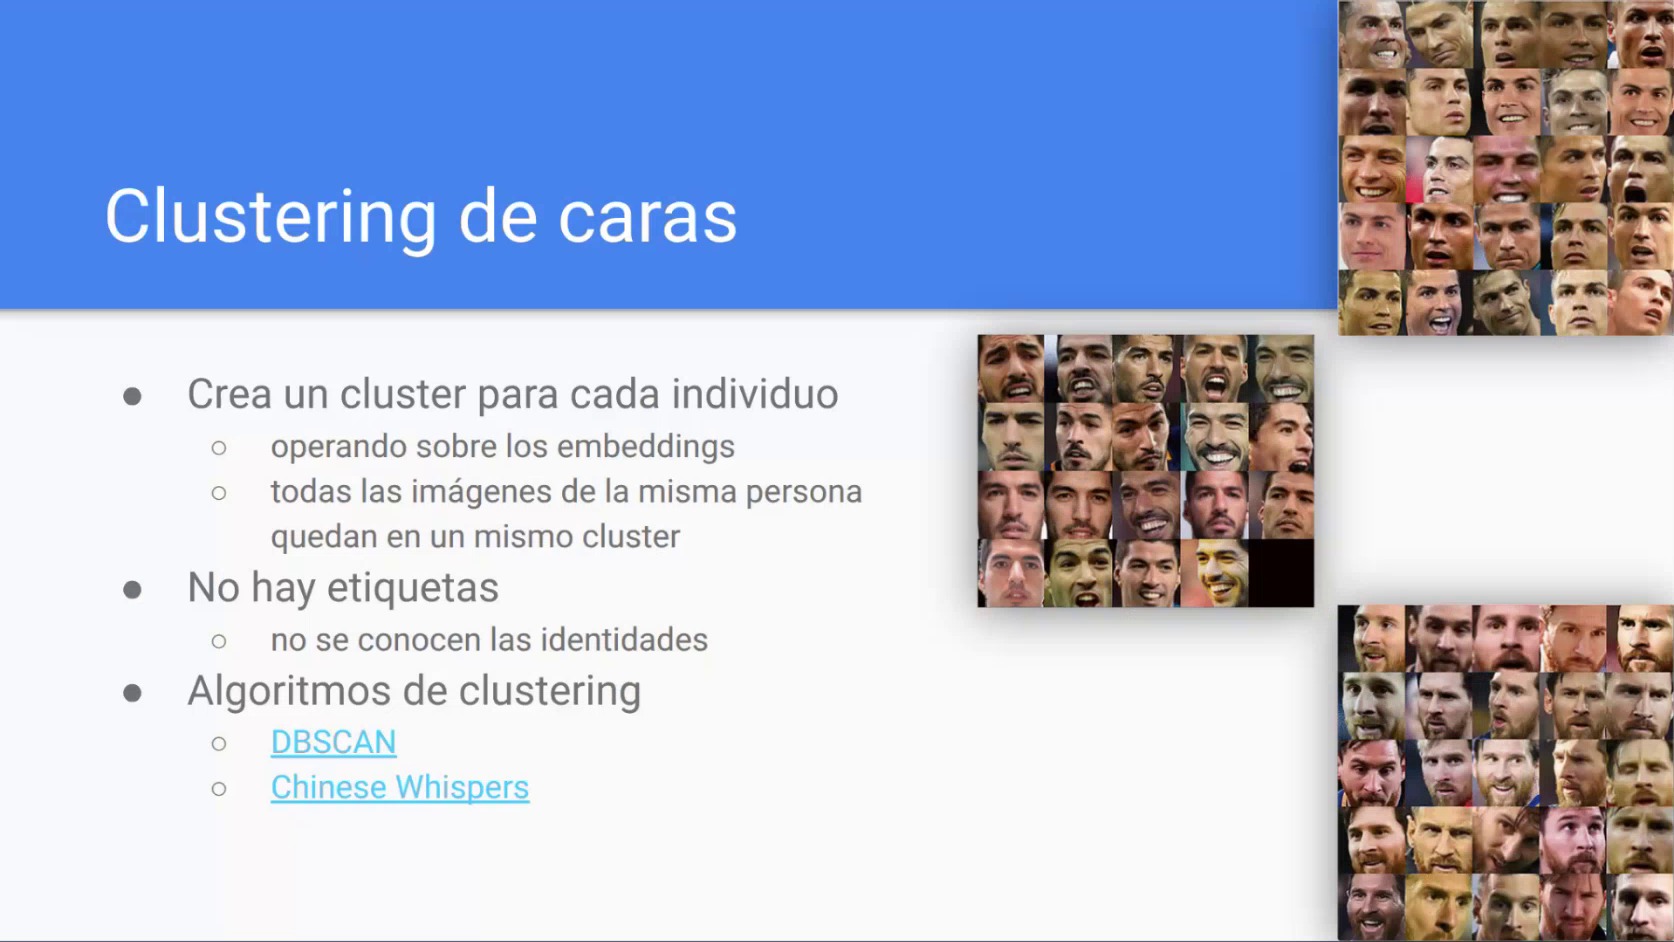 Clustering de caras
● Crea un cluster para cada individuo
○ operando sobre los embeddings
○ todas las imágenes de la misma persona
quedan en un mismo cluster
● No hay etiquetas
○ no se conocen las identidades
● Algoritmos de clustering
○ DBSCAN
○ Chinese Whispers